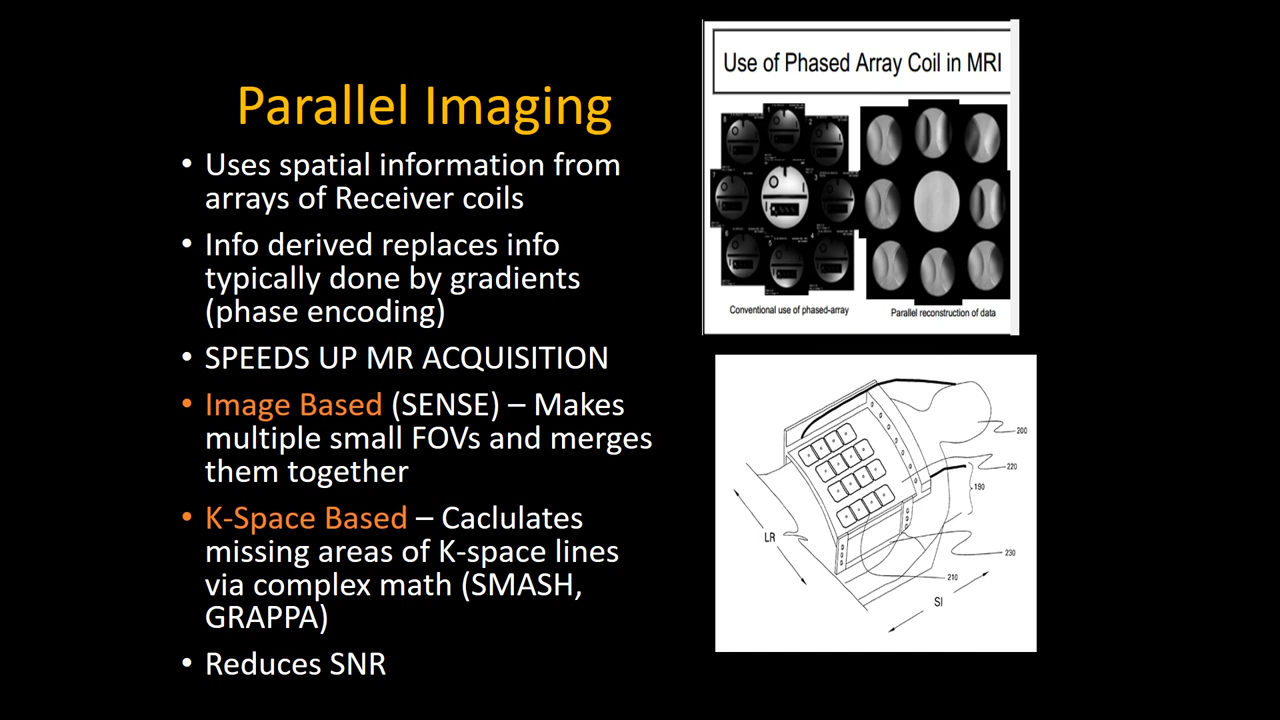 Parallel Imaging
• Uses spatial information from
arrays of Receiver coils
• Info derived replaces info
typically done by gradients
(phase encoding)
• SPEEDS UP MR ACQUISITION
• Image Based (SENSE) – Makes
multiple small FOVs and merges
them together
• K-Space Based – Caclulates
missing areas of K-space lines
via complex math (SMASH,
GRAPPA)
• Reduces SNR
Use of Phased Array Coil in MRI
Conventional use of phased-array
Parallel reconstruction of data
200
220
190
LR
230
210
SI